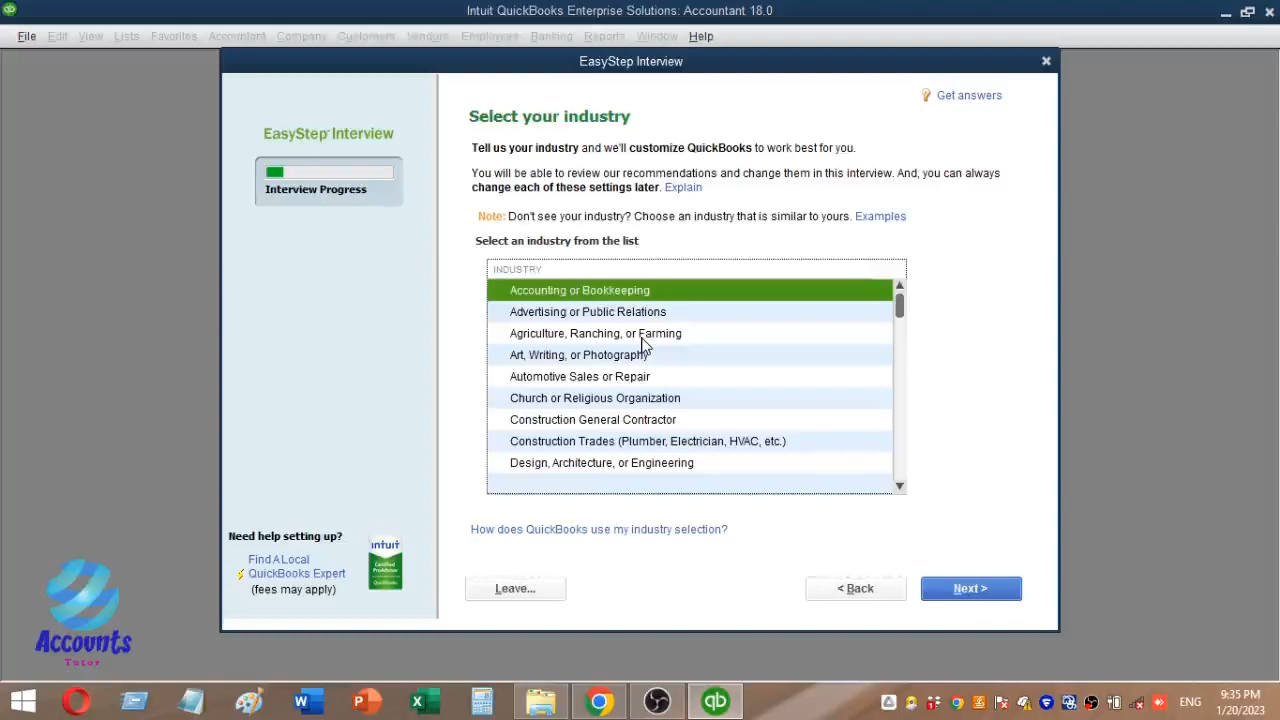 Intuit QuickBooks Enterprise Solutions: Accountant 18.0
File Edit View Lists Favorites Accountant Company Customers Vendors Employees Banking Reports Window Help
EasyStep Interview
Get answers
EasyStep Interview
Interview Progress
Select your industry
Tell us your industry and we'll customize QuickBooks to work best for you.
You will be able to review our recommendations and change them in this interview. And, you can always
change each of these settings later. Explain
Note: Don't see your industry? Choose an industry that is similar to yours. Examples
Select an industry from the list
INDUSTRY
Accounting or Bookkeeping
Advertising or Public Relations
Agriculture, Ranching, or Farming
Art, Writing, or Photography
Automotive Sales or Repair
Church or Religious Organization
Construction General Contractor
Construction Trades (Plumber, Electrician, HVAC, etc.)
Design, Architecture, or Engineering
How does QuickBooks use my industry selection?
Need help setting up?
Find A Local
QuickBooks Expert
(fees may apply)
intuit
Certified
ProAdvisor
QuickBooks
Leave...
< Back
Next >
Accounts
Tutor
qb
ENG
9:35 PM
1/20/2023